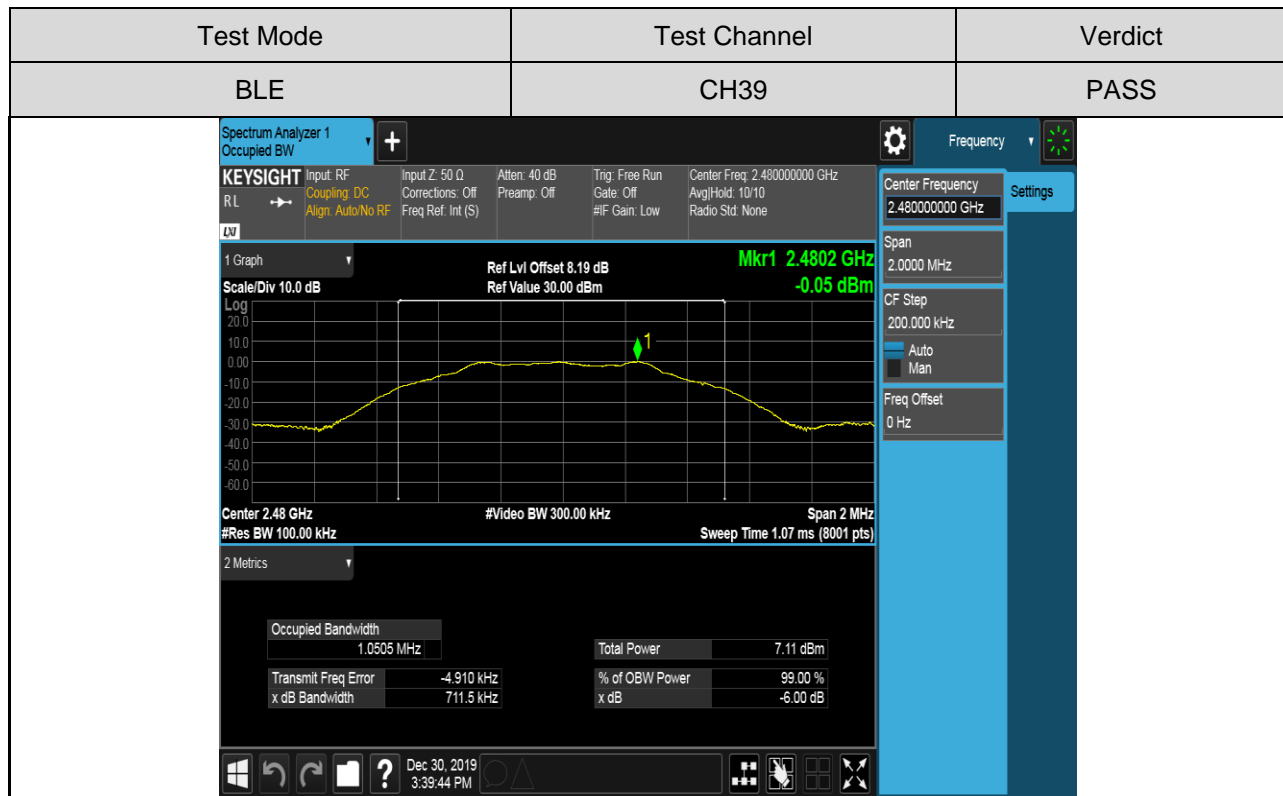 Test Mode Test Channel Verdict
BLE CH39 PASS
Spectrum Analyzer 1
Occupied BW
+
Frequency
KEYSIGHT
RL
LXI
Input: RF
Coupling: DC
Align: Auto/No RF
Input Z: 50 Ω
Corrections: Off
Freq Ref: Int (S)
Atten: 40 dB
Preamp: Off
Trig: Free Run
Gate: Off
#IF Gain: Low
Center Freq: 2.480000000 GHz
Avg|Hold: 10/10
Radio Std: None
Center Frequency
2.480000000 GHz
Settings
Span
2.0000 MHz
CF Step
200.000 kHz
Auto
Man
Freq Offset
0 Hz
1 Graph
Scale/Div 10.0 dB
Ref Lvl Offset 8.19 dB
Ref Value 30.00 dBm
Mkr1 2.4802 GHz
-0.05 dBm
Log
20.0
10.0
0.00
-10.0
-20.0
-30.0
-40.0
-50.0
-60.0
1
Center 2.48 GHz #Video BW 300.00 kHz Span 2 MHz
#Res BW 100.00 kHz Sweep Time 1.07 ms (8001 pts)
2 Metrics
Occupied Bandwidth
1.0505 MHz
Total Power 7.11 dBm
Transmit Freq Error -4.910 kHz
% of OBW Power 99.00 %
x dB Bandwidth 711.5 kHz
x dB -6.00 dB
?
Dec 30, 2019
3:39:44 PM